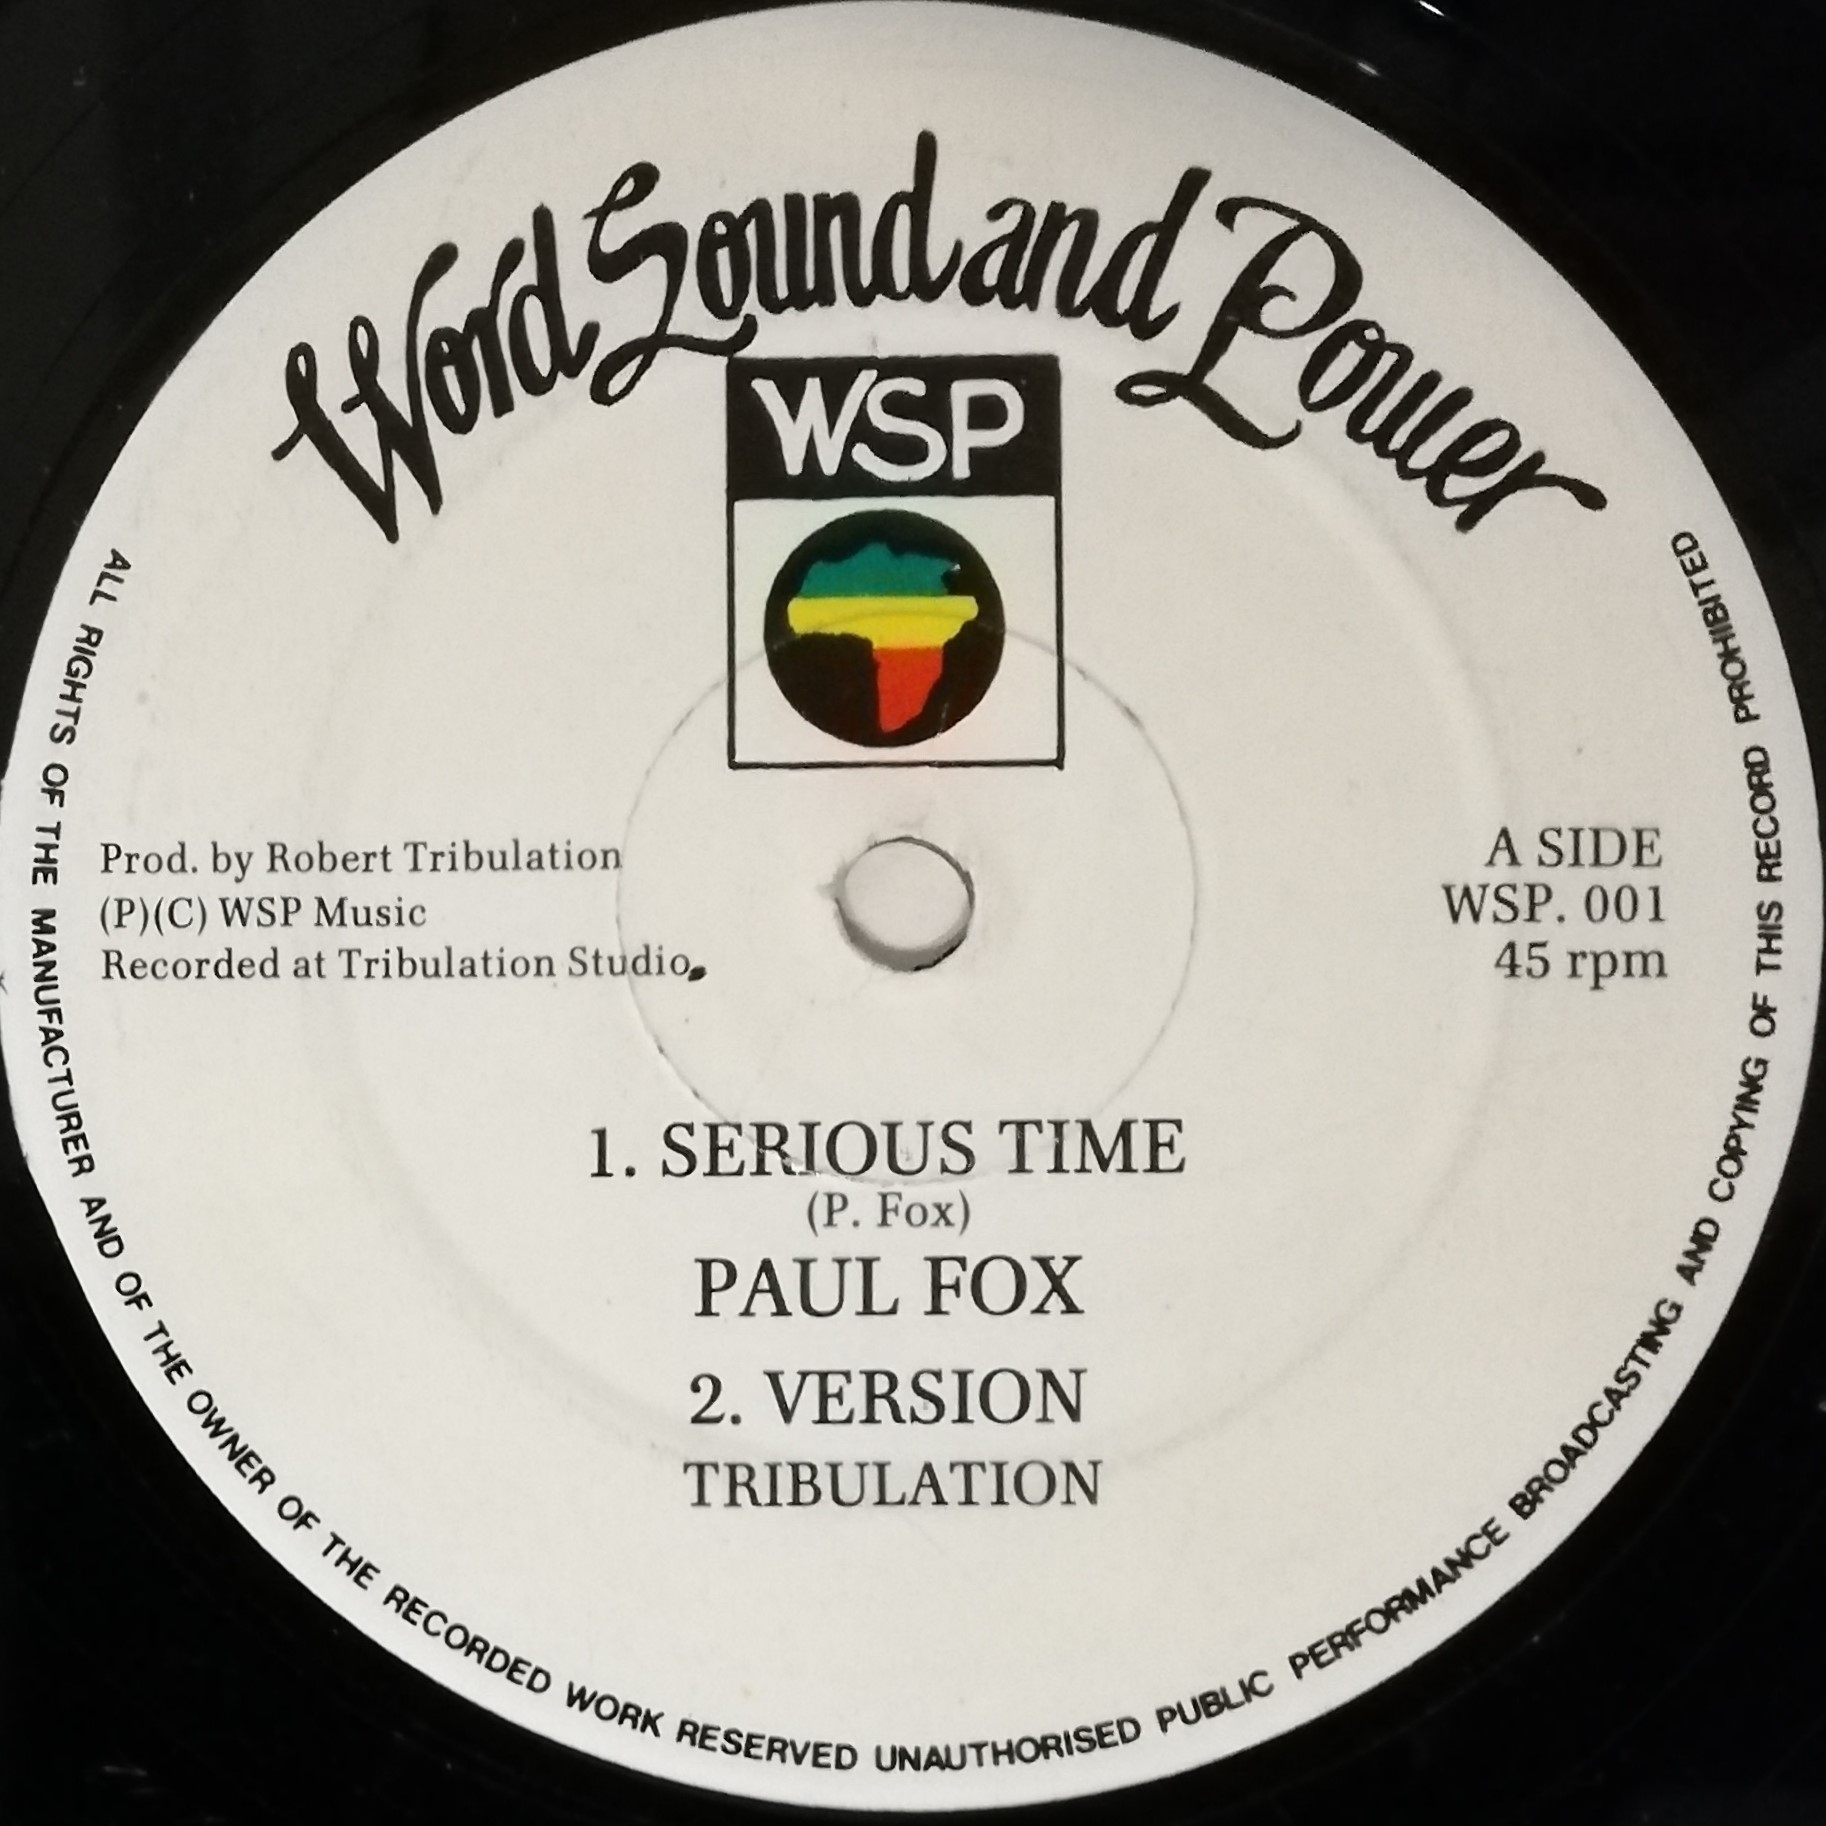 Word Sound and Power
WSP
Prod. by Robert Tribulation
(P)(C) WSP Music
Recorded at Tribulation Studio.
A SIDE
WSP. 001
45 rpm
1. SERIOUS TIME
(P. Fox)
PAUL FOX
2. VERSION
TRIBULATION
ALL RIGHTS OF THE MANUFACTURER AND OF THE OWNER OF THE RECORDED WORK RESERVED UNAUTHORISED PUBLIC PERFORMANCE BROADCASTING AND COPYING OF THIS RECORD PROHIBITED